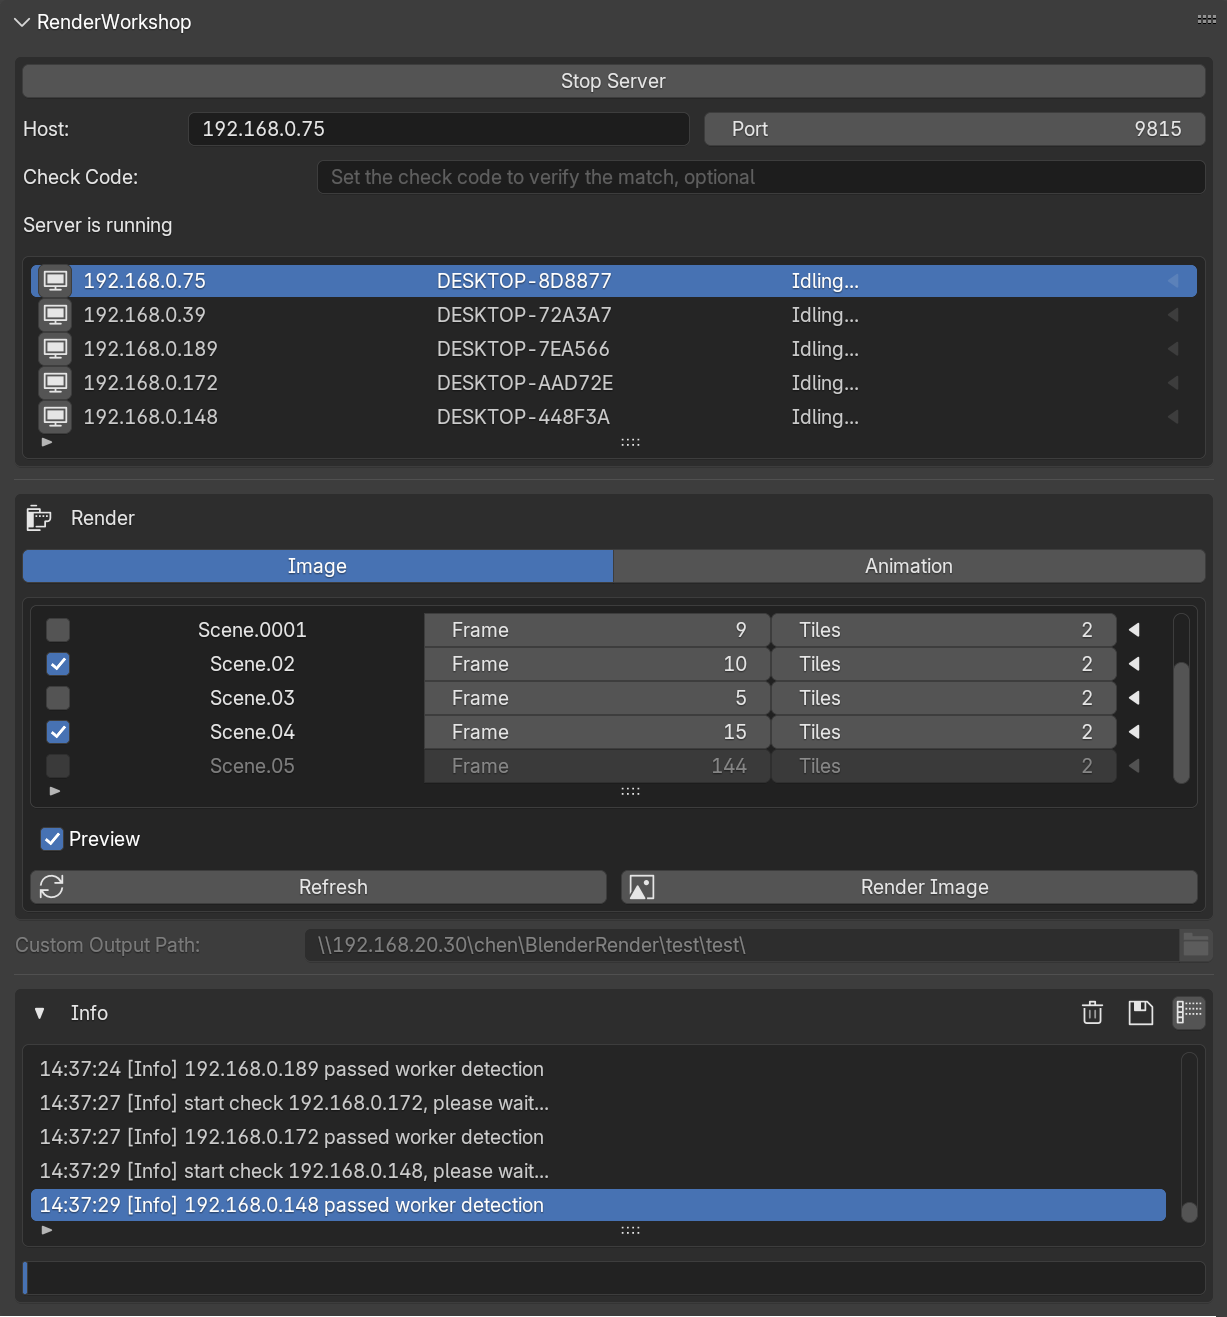 RenderWorkshop
Stop Server
Host: 192.168.0.75 Port 9815
Check Code: Set the check code to verify the match, optional
Server is running
192.168.0.75 DESKTOP-8D8877 Idling...
192.168.0.39 DESKTOP-72A3A7 Idling...
192.168.0.189 DESKTOP-7EA566 Idling...
192.168.0.172 DESKTOP-AAD72E Idling...
192.168.0.148 DESKTOP-448F3A Idling...
Render
Image Animation
Scene.0001 Frame 9 Tiles 2
Scene.02 Frame 10 Tiles 2
Scene.03 Frame 5 Tiles 2
Scene.04 Frame 15 Tiles 2
Scene.05 Frame 144 Tiles 2
Preview
Refresh Render Image
Custom Output Path: \\192.168.20.30\chen\BlenderRender\test\test\
Info
14:37:24 [Info] 192.168.0.189 passed worker detection
14:37:27 [Info] start check 192.168.0.172, please wait...
14:37:27 [Info] 192.168.0.172 passed worker detection
14:37:29 [Info] start check 192.168.0.148, please wait...
14:37:29 [Info] 192.168.0.148 passed worker detection